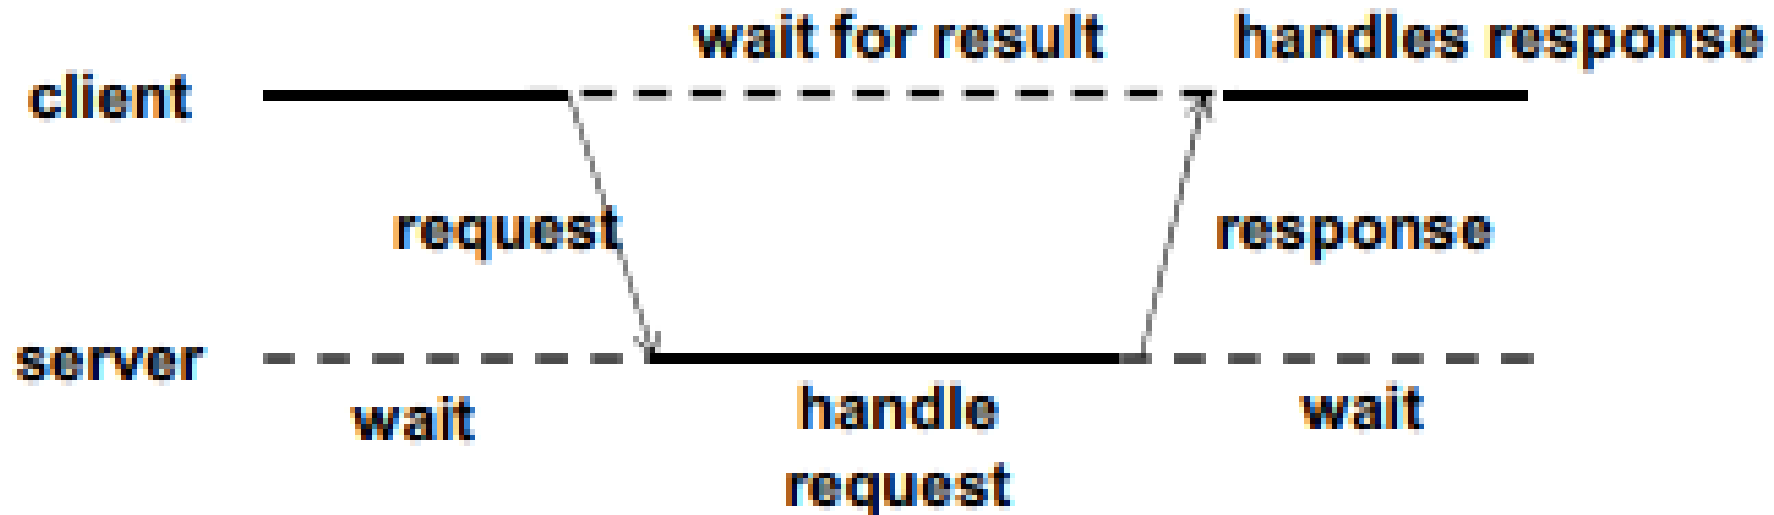 wait for result
handles response
client
request
response
server
wait
handle
request
wait